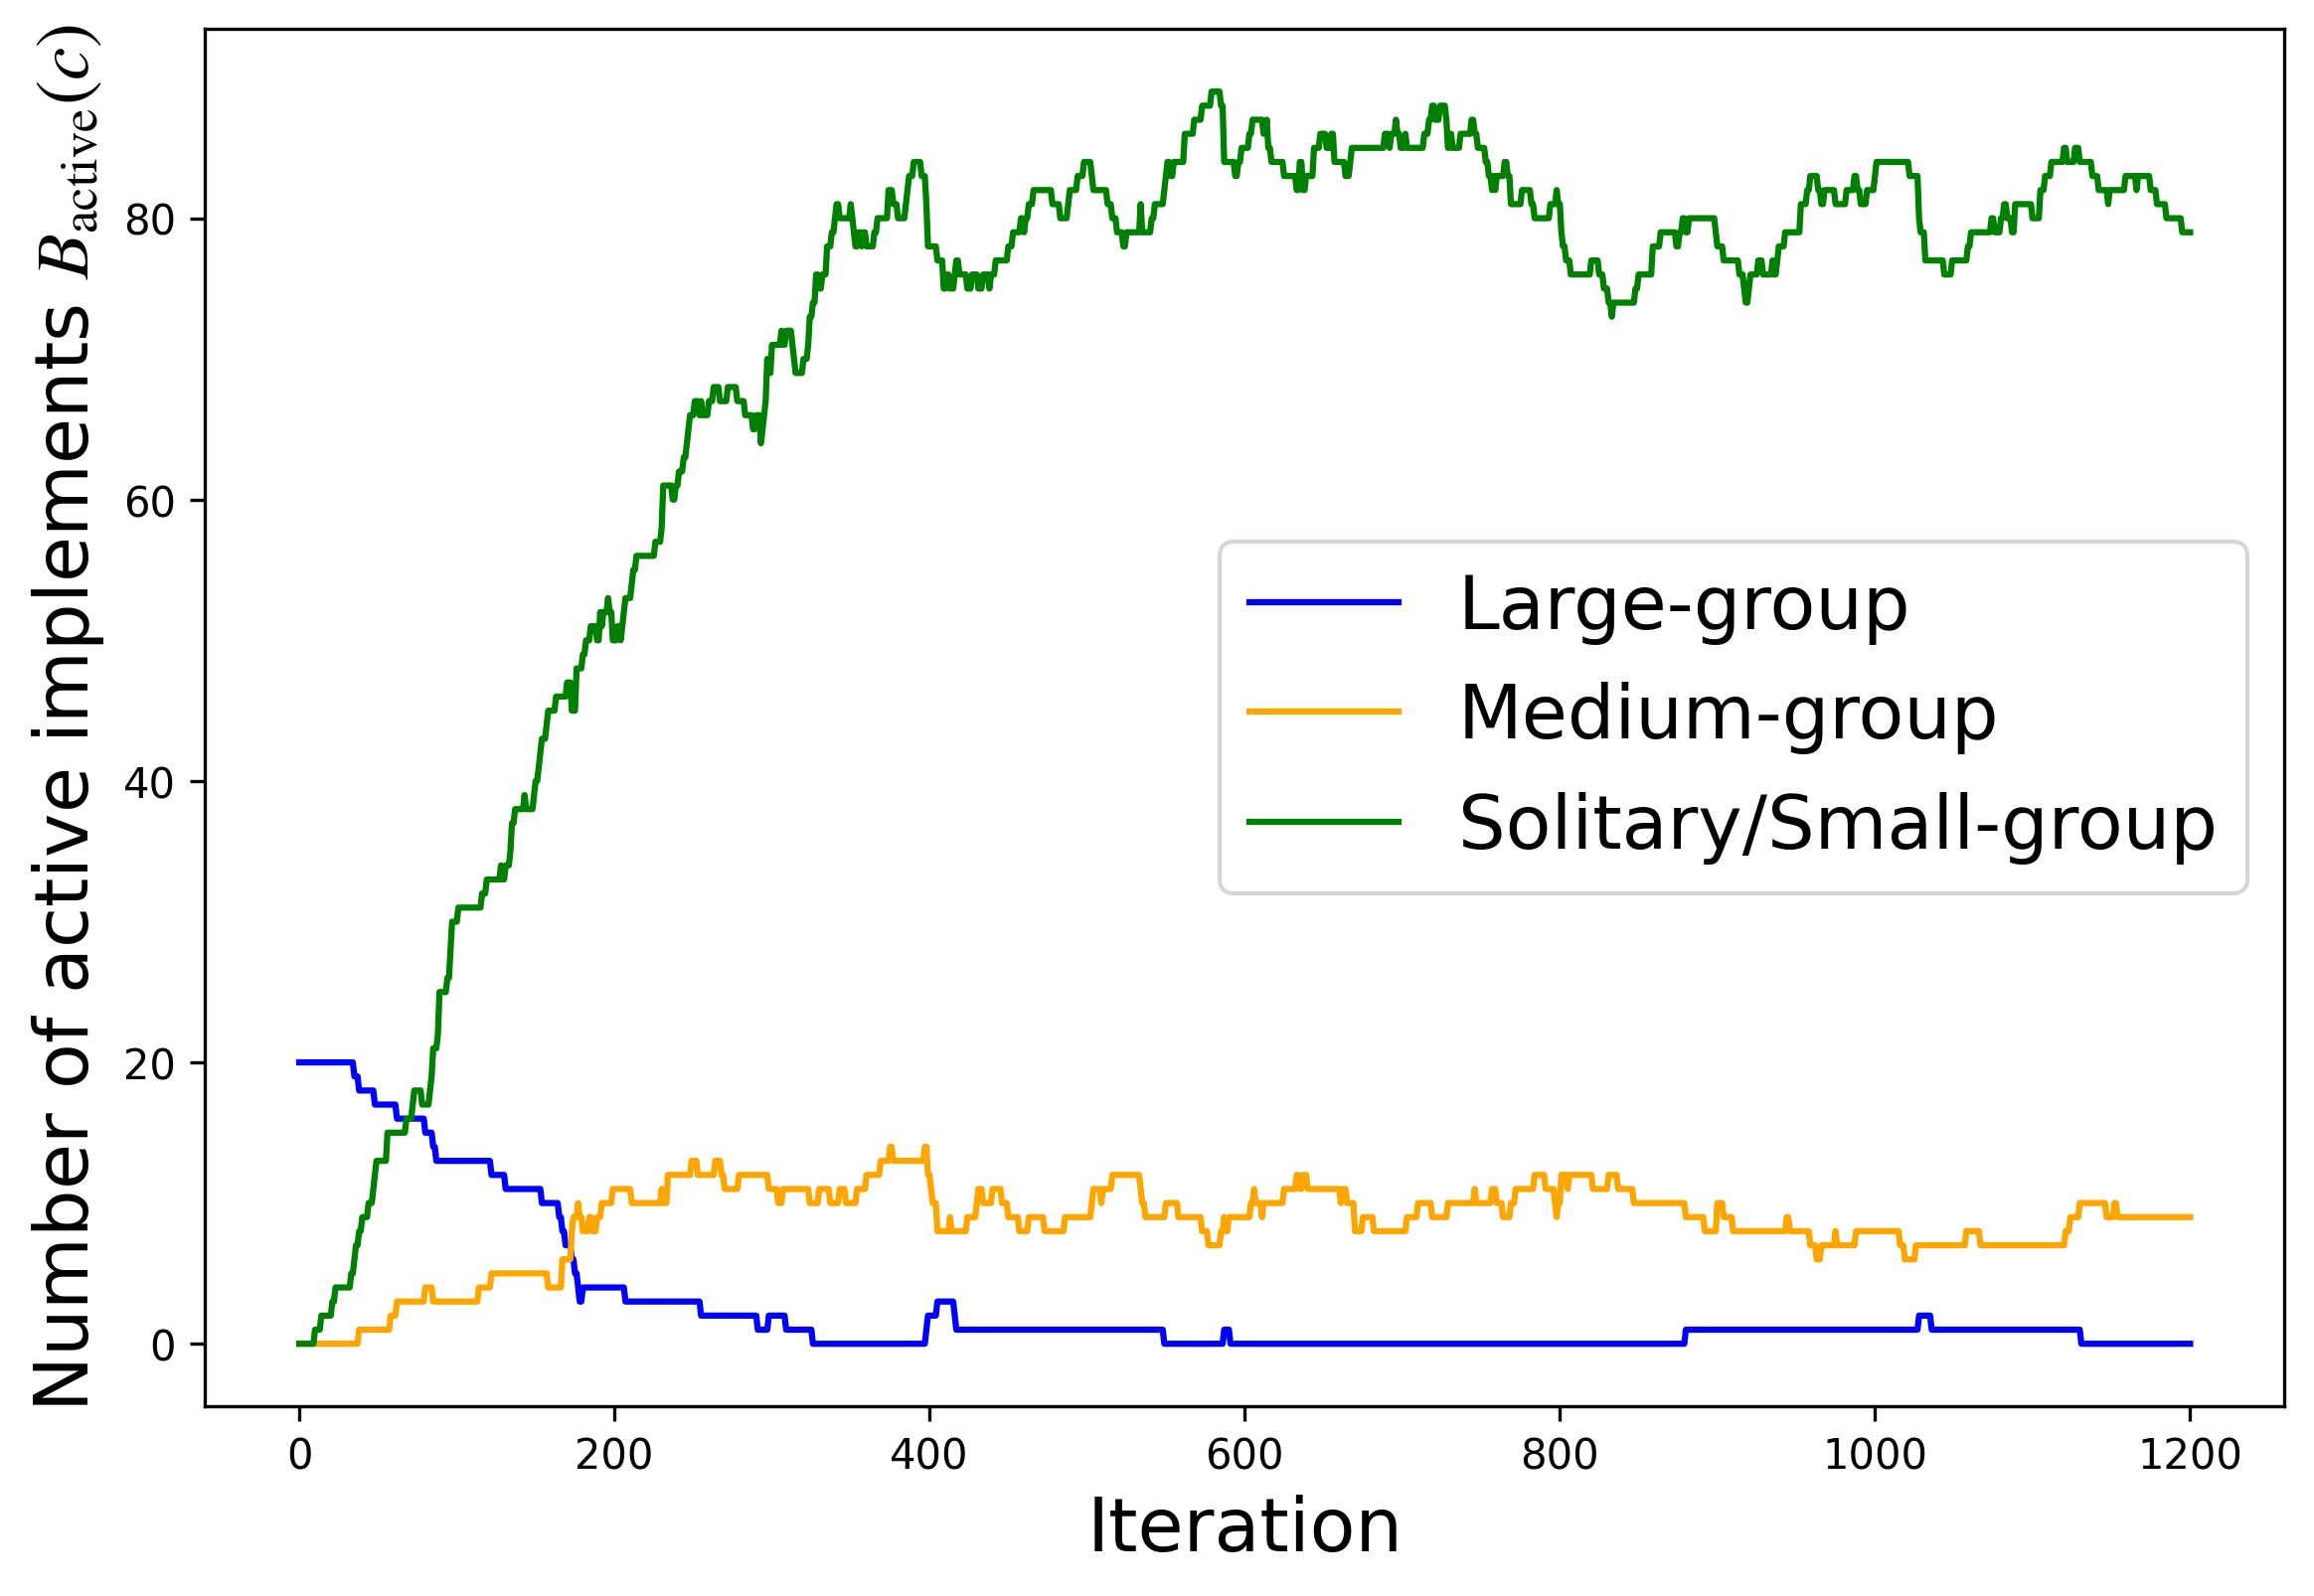 Number of active implements B_active(c)
80
60
40
20
0
Large-group
Medium-group
Solitary/Small-group
0 200 400 600 800 1000 1200
Iteration